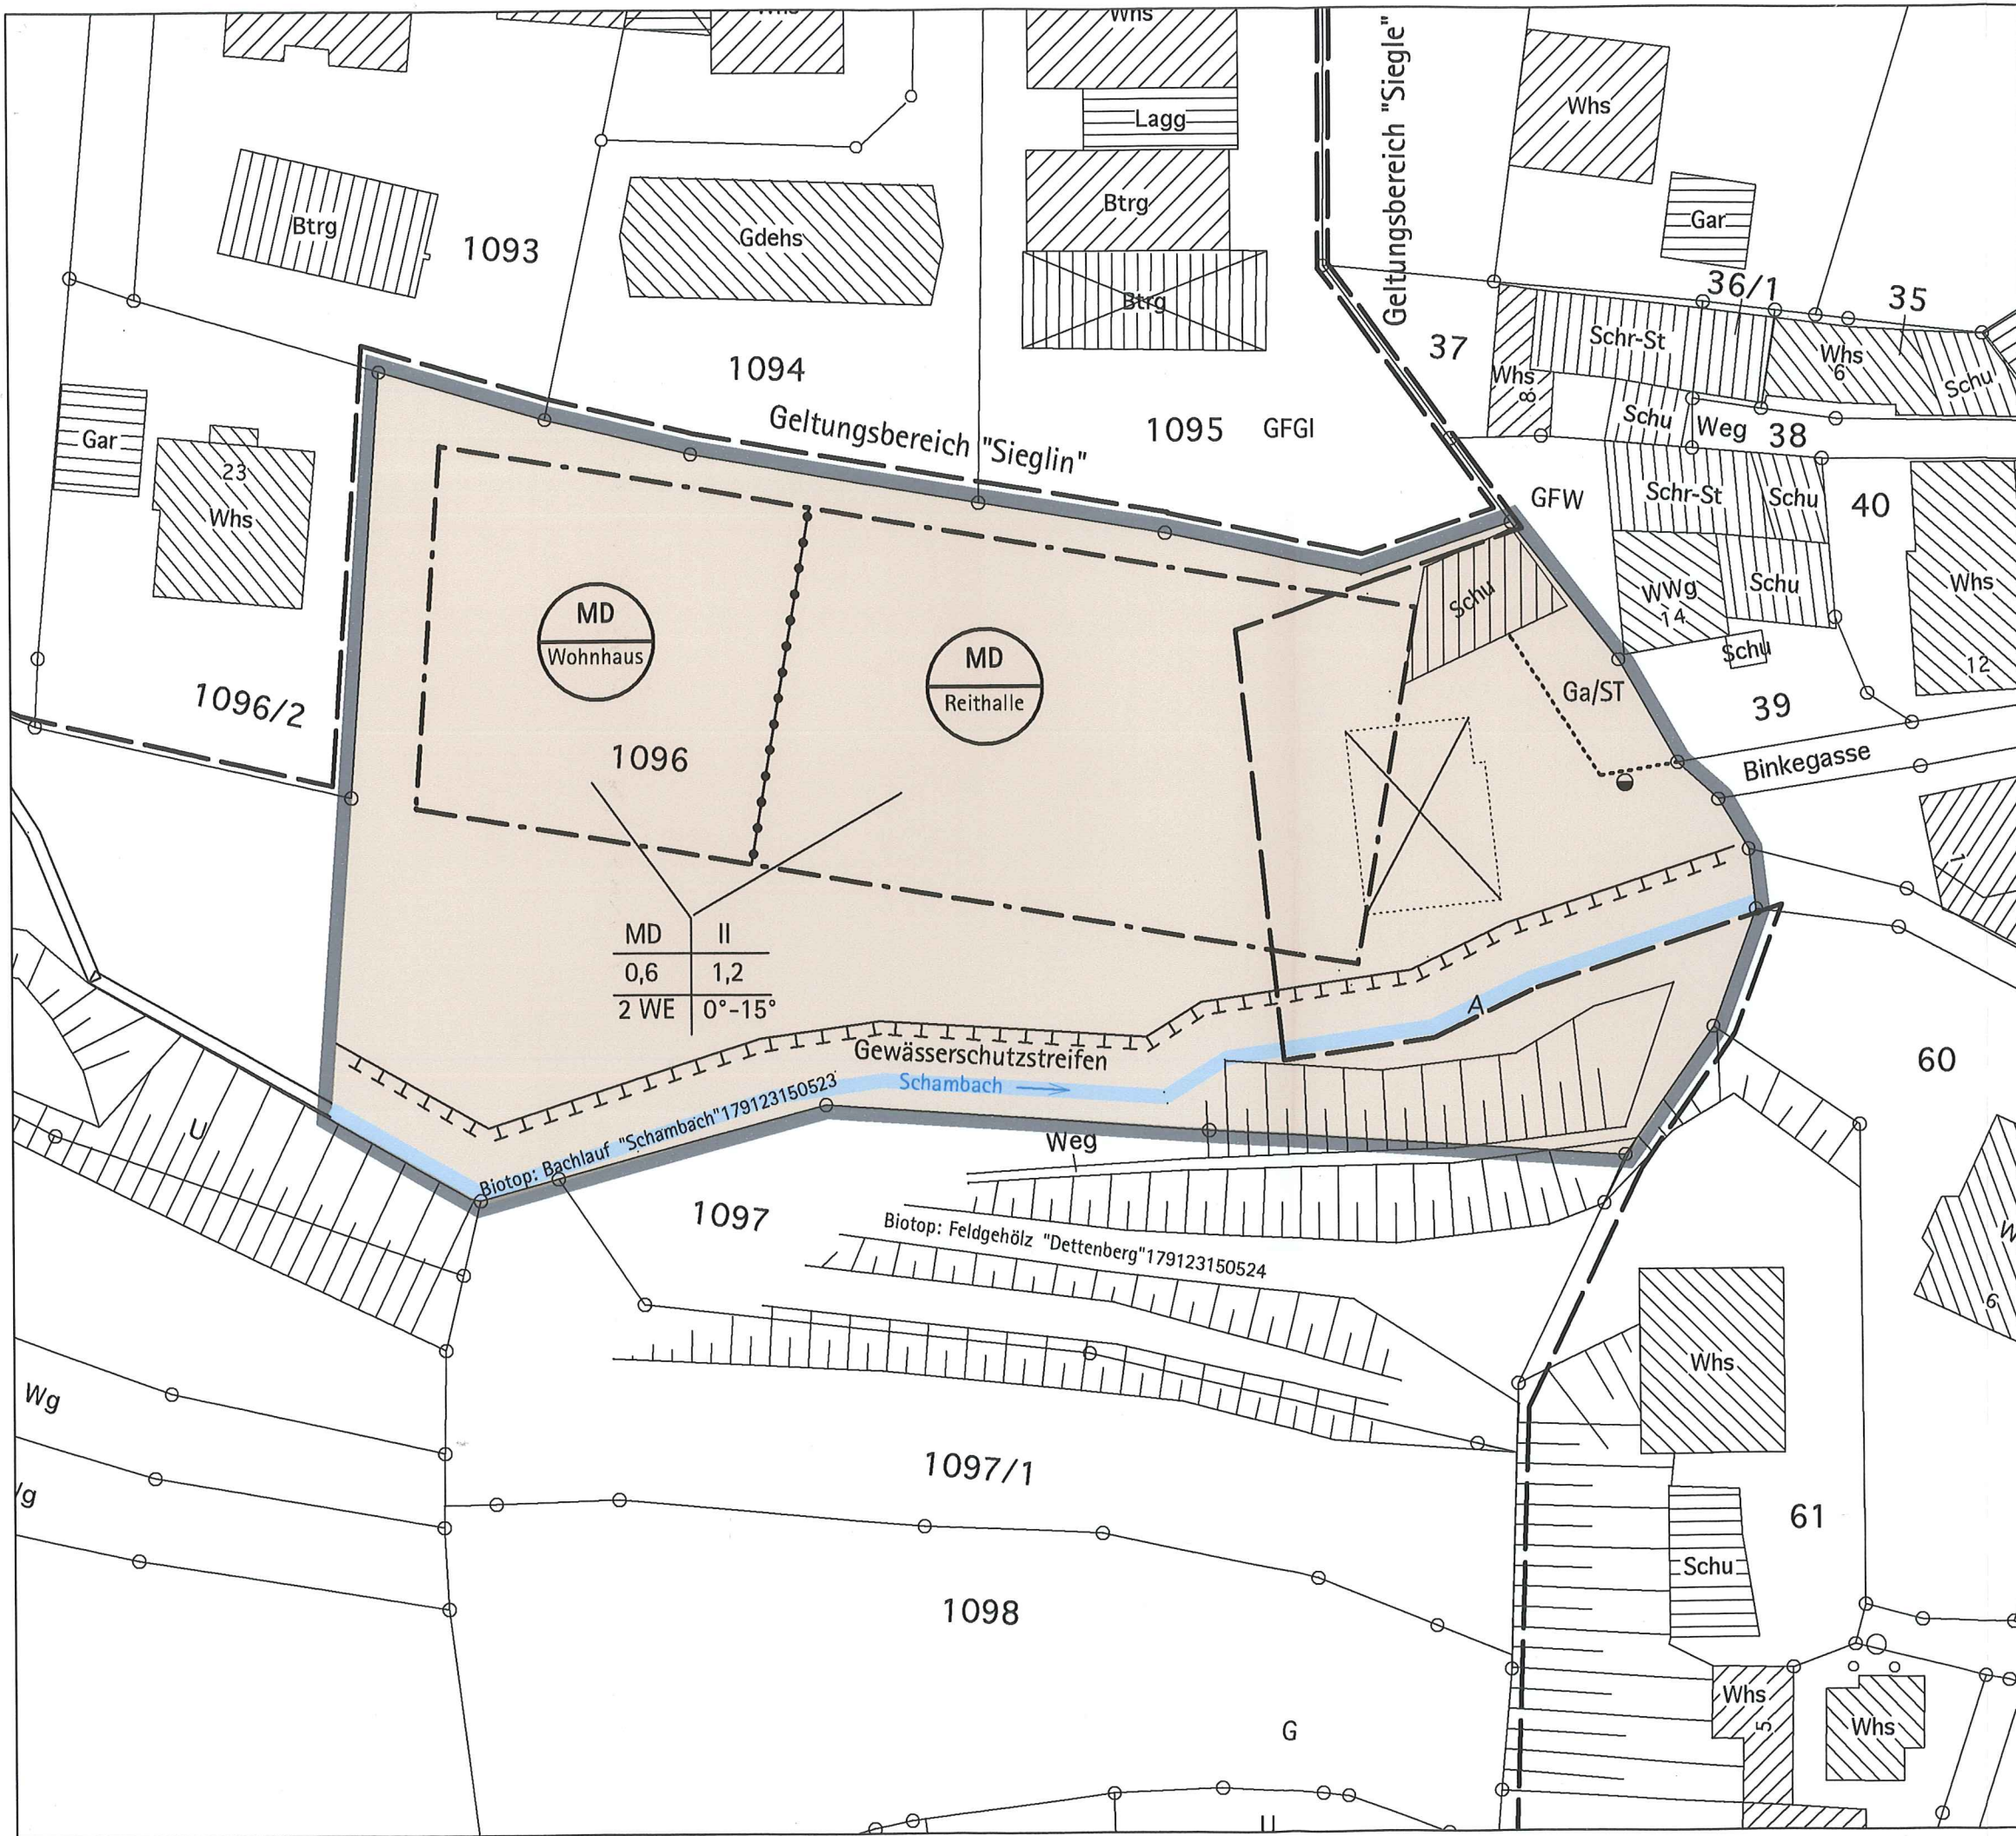 Whs
Geltungsbereich "Siegle"
Whs
Lagg
Btrg
Gar
Btrg
1093
Gdehs
Btrg
36/1
35
37
Schr-St
Whs
6
Schu
Whs
8
1094
Geltungsbereich "Sieglin"
1095
GFGl
Schu
Weg
38
Gar
23
Whs
GFW
Schr-St
Schu
40
MD
Wohnhaus
MD
Reithalle
Schu
WWg
14
Schu
Schu
Whs
12
1096/2
Ga/ST
39
1096
Binkegasse
7
MD II
0,6 1,2
2 WE 0°-15°
A
Gewässerschutzstreifen
Schambach
60
U
Biotop: Bachlauf "Schambach"179123150523
Weg
1097
Biotop: Feldgehölz "Dettenberg"179123150524
6
Whs
Wg
1097/1
61
Schu
1098
Whs
5
Whs
G